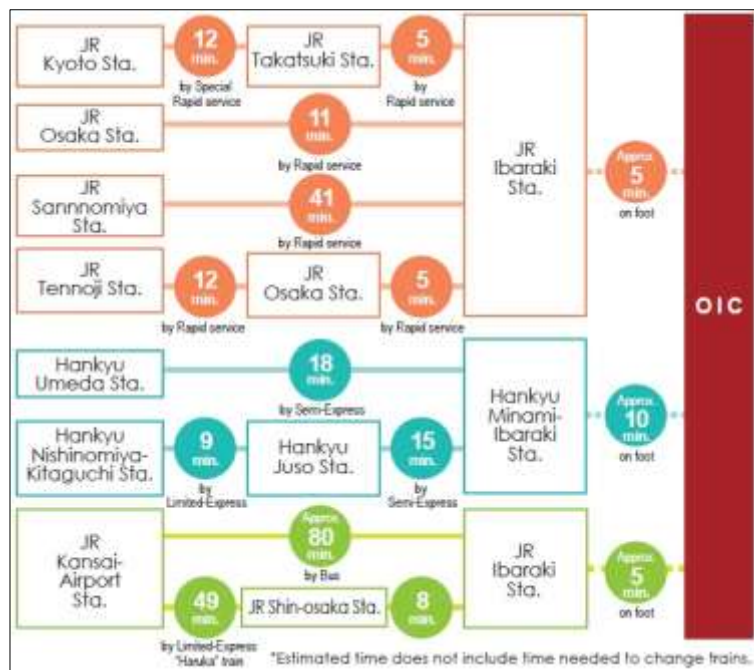 JR
Kyoto Sta.
12
min.
by Special
Rapid service
JR
Takatsuki Sta.
5
min.
by
Rapid service
JR
Osaka Sta.
11
min.
by Rapid service
JR
Sannnomiya
Sta.
41
min.
by Rapid service
JR
Tennoji Sta.
12
min.
by Rapid service
JR
Osaka Sta.
5
min.
by Rapid service
JR
Ibaraki
Sta.
Approx.
5
min.
on foot
Hankyu
Umeda Sta.
18
min.
by Semi-Express
Hankyu
Nishinomiya-
Kitaguchi Sta.
9
min.
by
Limited-Express
Hankyu
Juso Sta.
15
min.
by
Semi-Express
Hankyu
Minami-
Ibaraki
Sta.
Approx.
10
min.
on foot
JR
Kansai-
Airport
Sta.
Approx.
80
min.
by Bus
49
min.
by Limited-Express
"Haruka" train
JR Shin-osaka Sta.
8
min.
JR
Ibaraki
Sta.
Approx.
5
min.
on foot
OIC
*Estimated time does not include time needed to change trains.